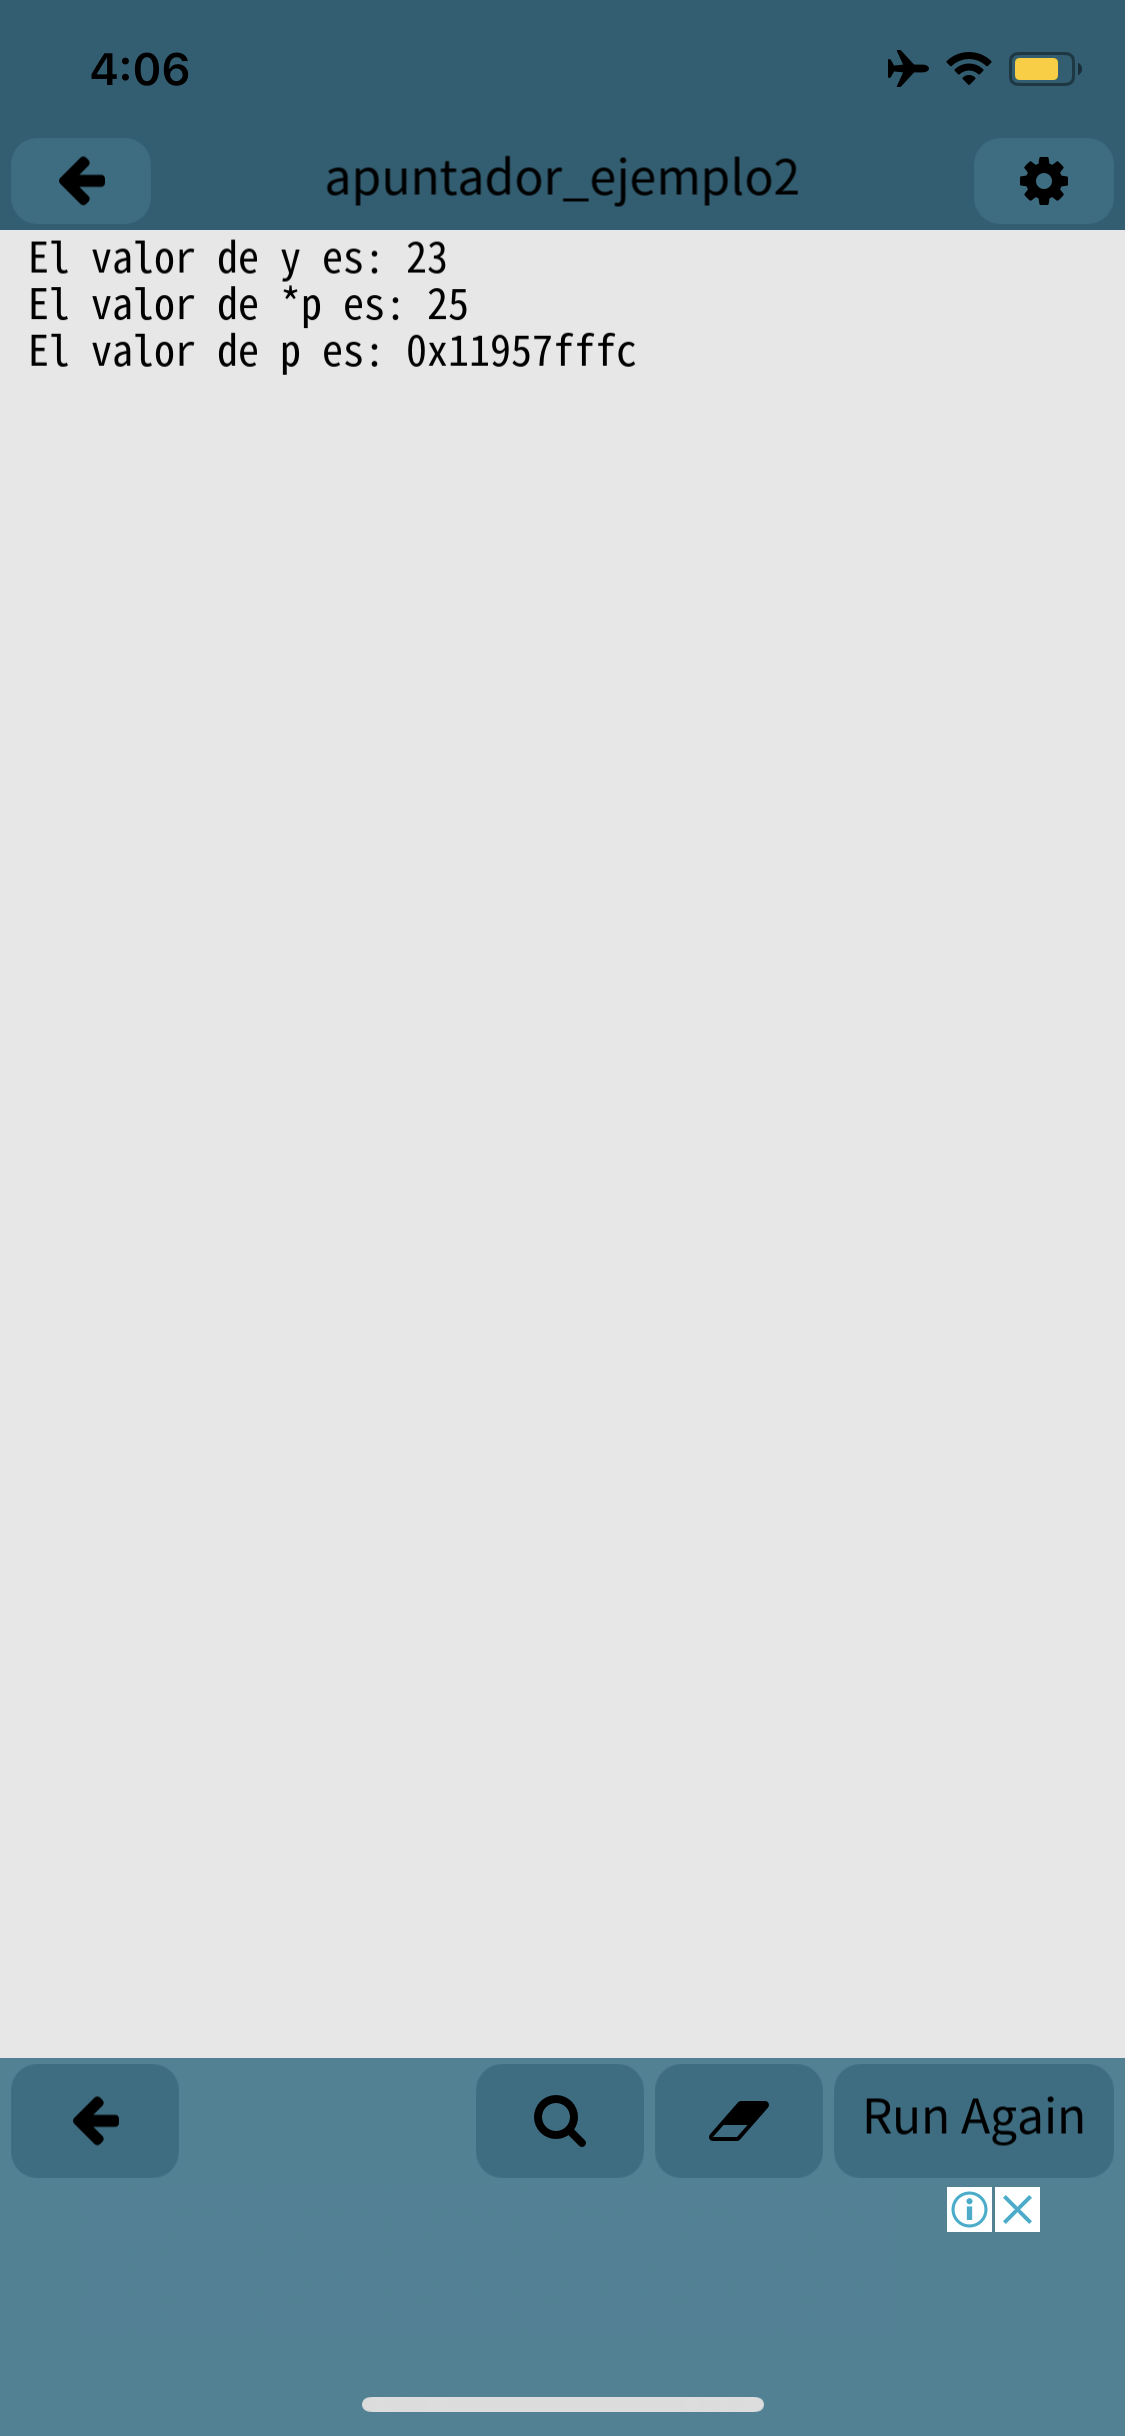 4:06
apuntador_ejemplo2
El valor de y es: 23
El valor de *p es: 25
El valor de p es: 0x11957fffc
Run Again